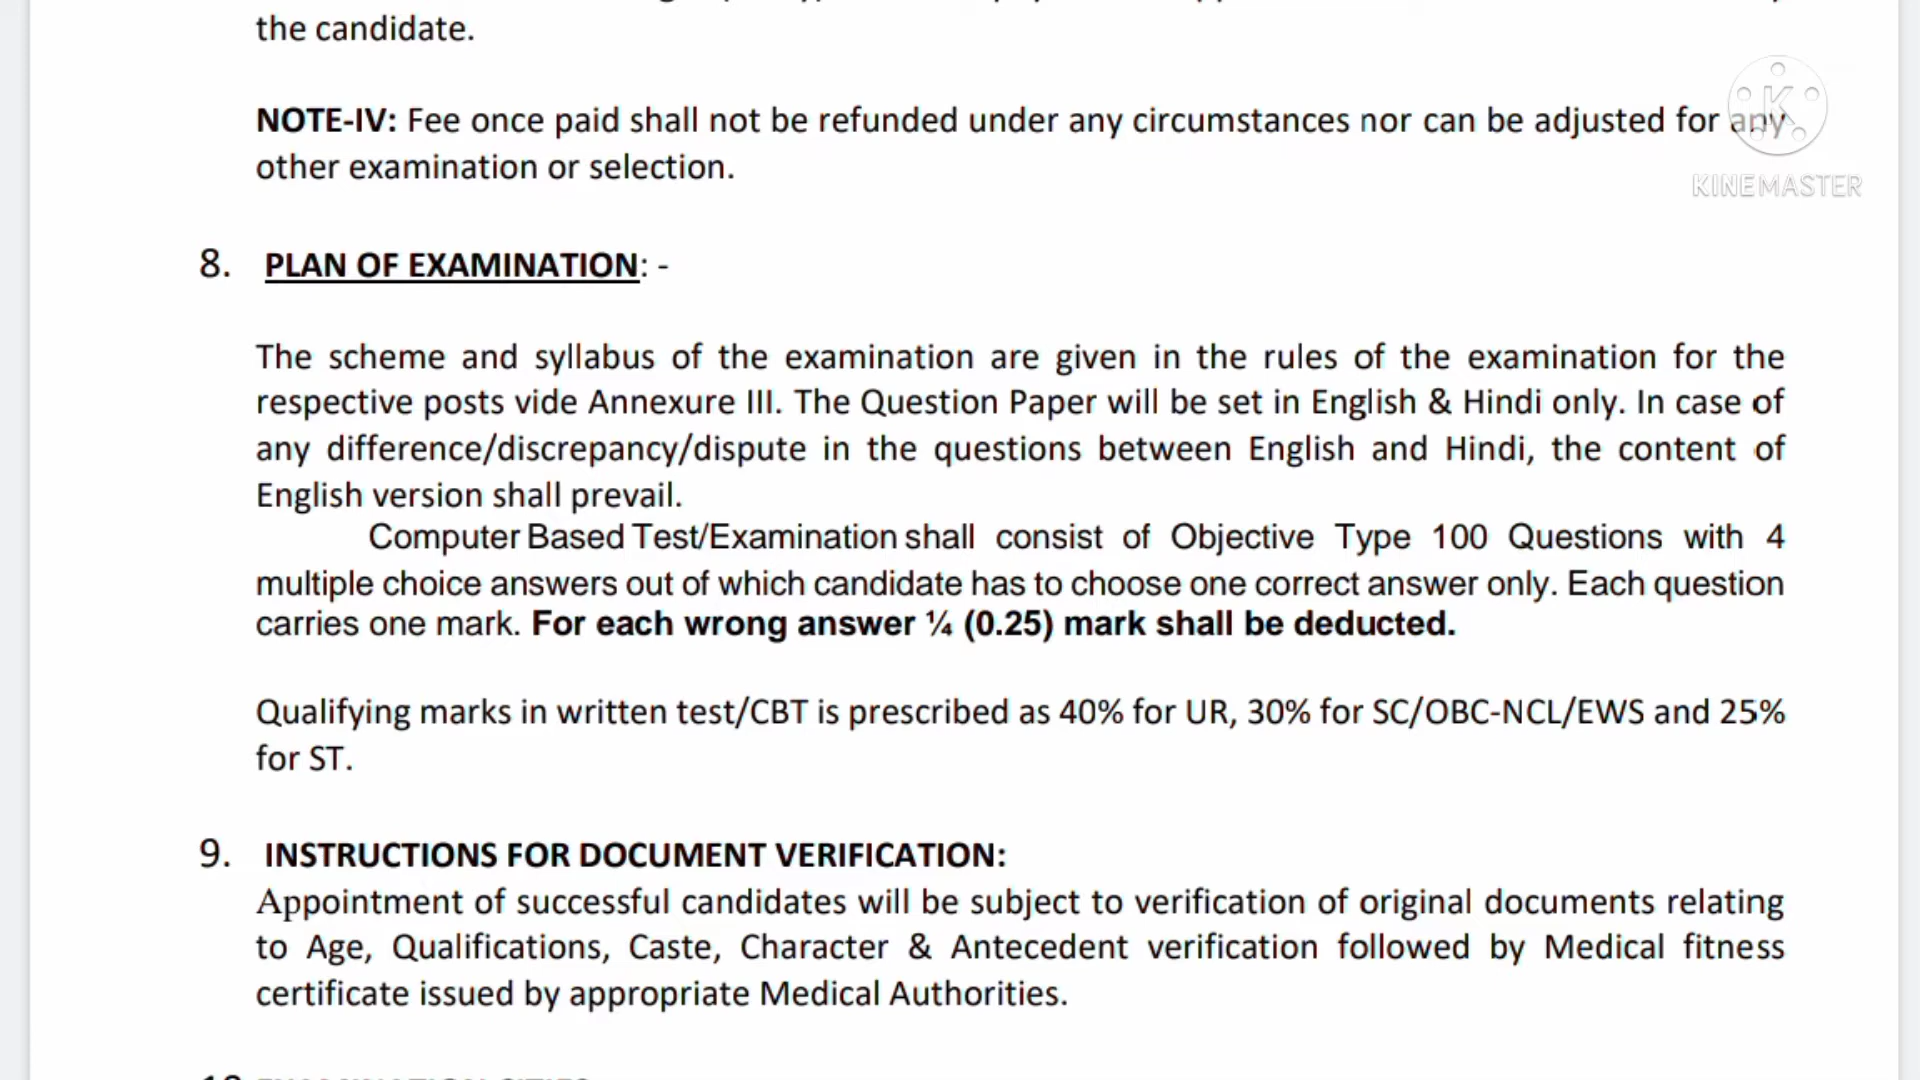 the candidate.
NOTE-IV: Fee once paid shall not be refunded under any circumstances nor can be adjusted for any
other examination or selection.
KINEMASTER
8. PLAN OF EXAMINATION: -
The scheme and syllabus of the examination are given in the rules of the examination for the
respective posts vide Annexure III. The Question Paper will be set in English & Hindi only. In case of
any difference/discrepancy/dispute in the questions between English and Hindi, the content of
English version shall prevail.
Computer Based Test/Examination shall consist of Objective Type 100 Questions with 4
multiple choice answers out of which candidate has to choose one correct answer only. Each question
carries one mark. For each wrong answer ¼ (0.25) mark shall be deducted.
Qualifying marks in written test/CBT is prescribed as 40% for UR, 30% for SC/OBC-NCL/EWS and 25%
for ST.
9. INSTRUCTIONS FOR DOCUMENT VERIFICATION:
Appointment of successful candidates will be subject to verification of original documents relating
to Age, Qualifications, Caste, Character & Antecedent verification followed by Medical fitness
certificate issued by appropriate Medical Authorities.